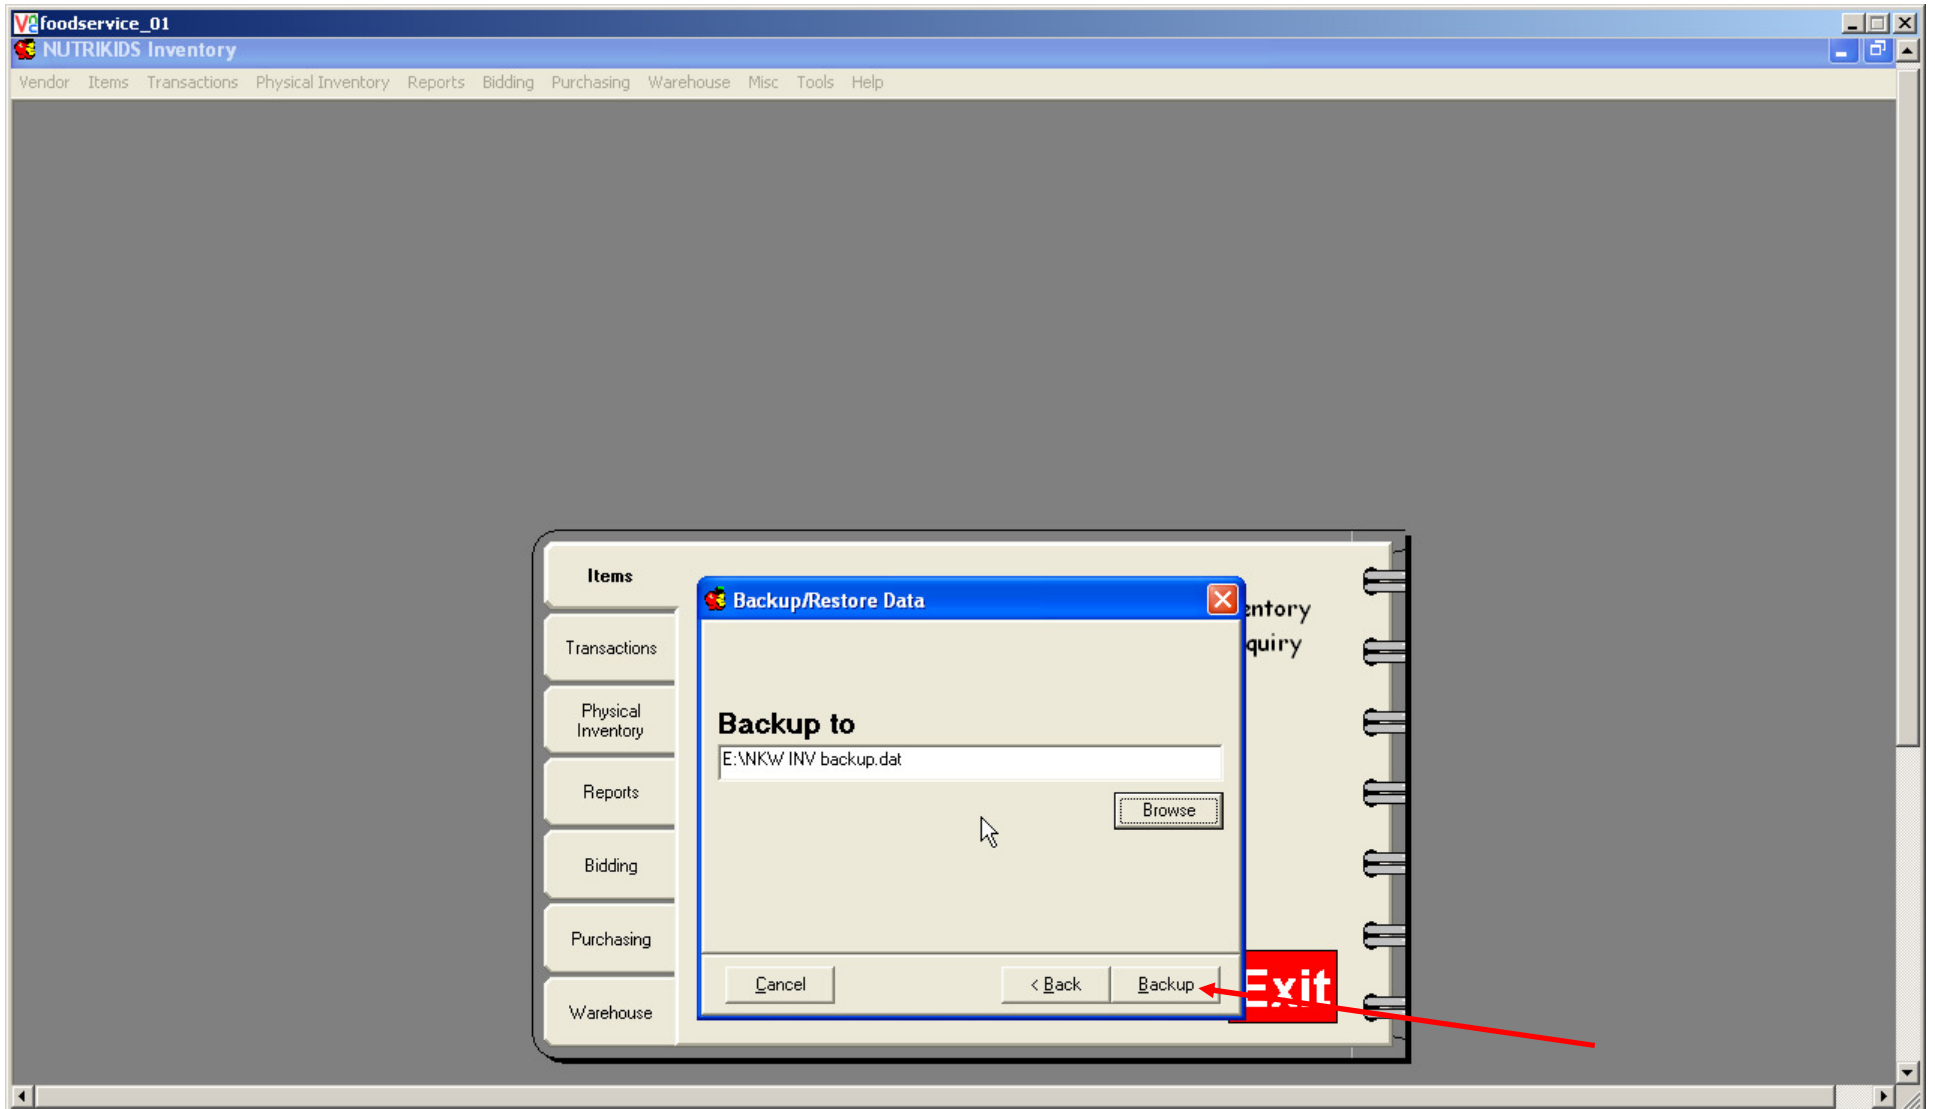 foodservice_01
NUTRIKIDS Inventory
Vendor Items Transactions Physical Inventory Reports Bidding Purchasing Warehouse Misc Tools Help
Items
Backup/Restore Data
entory
Transactions
quiry
Physical
Inventory
Backup to
E:\NKW INV backup.dat
Reports
Browse
Bidding
Purchasing
Cancel
< Back
Backup
Exit
Warehouse